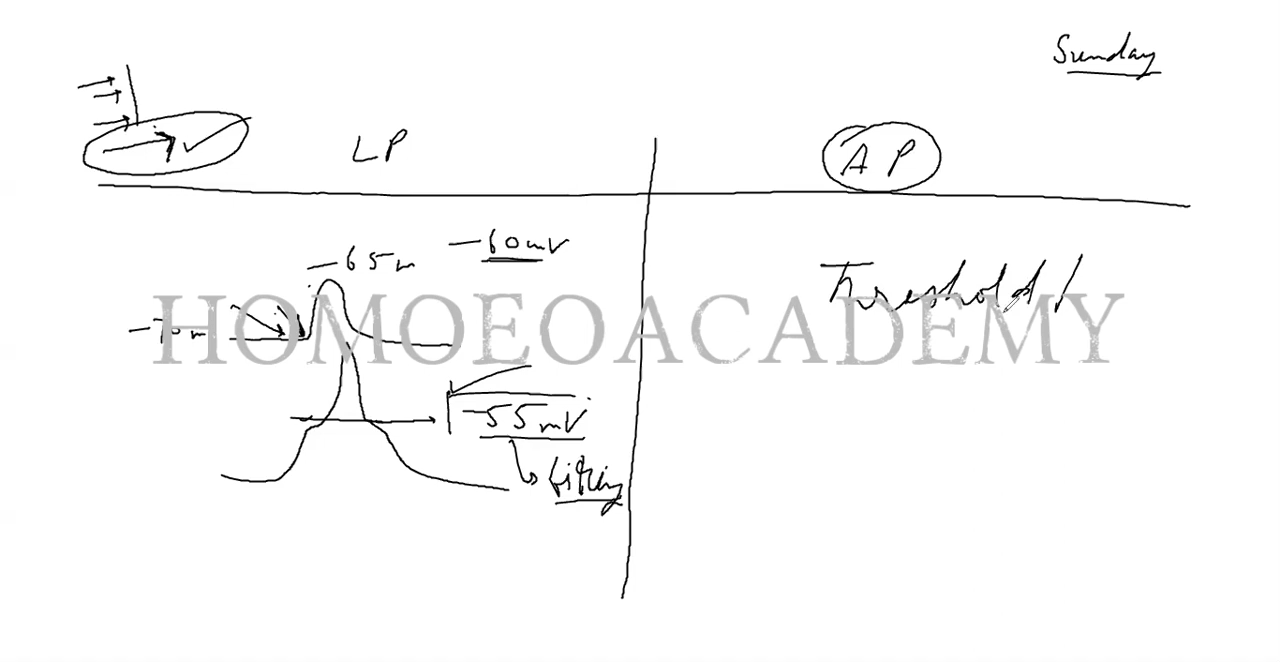 Sunday
LP
AP
-65m
-60mV
Threshold!
-70m
HOMOEOACADEMY
-55mV
firing